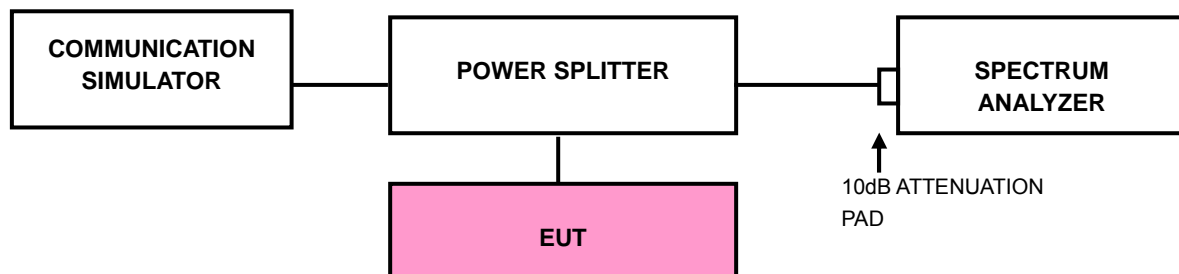 COMMUNICATION
SIMULATOR
POWER SPLITTER
SPECTRUM
ANALYZER
10dB ATTENUATION
PAD
EUT